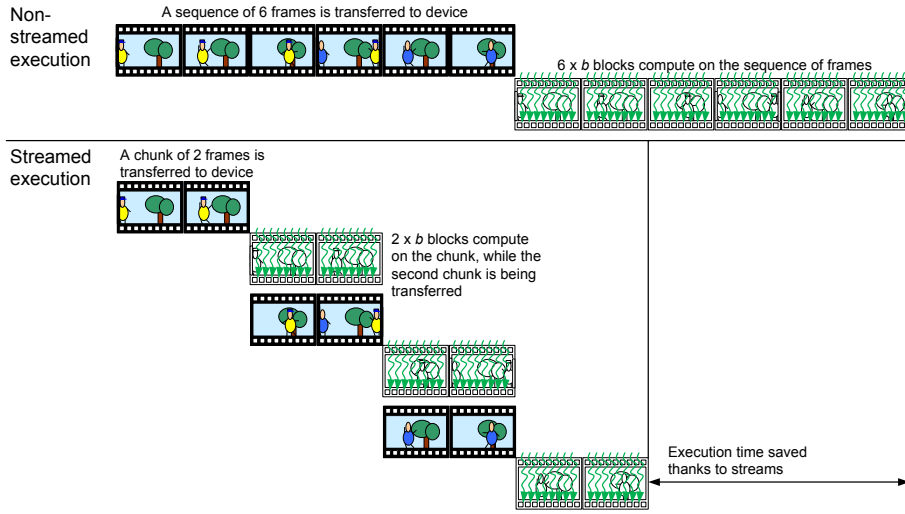 Non-
streamed
execution
A sequence of 6 frames is transferred to device
6 x b blocks compute on the sequence of frames
Streamed
execution
A chunk of 2 frames is
transferred to device
2 x b blocks compute
on the chunk, while the
second chunk is being
transferred
Execution time saved
thanks to streams